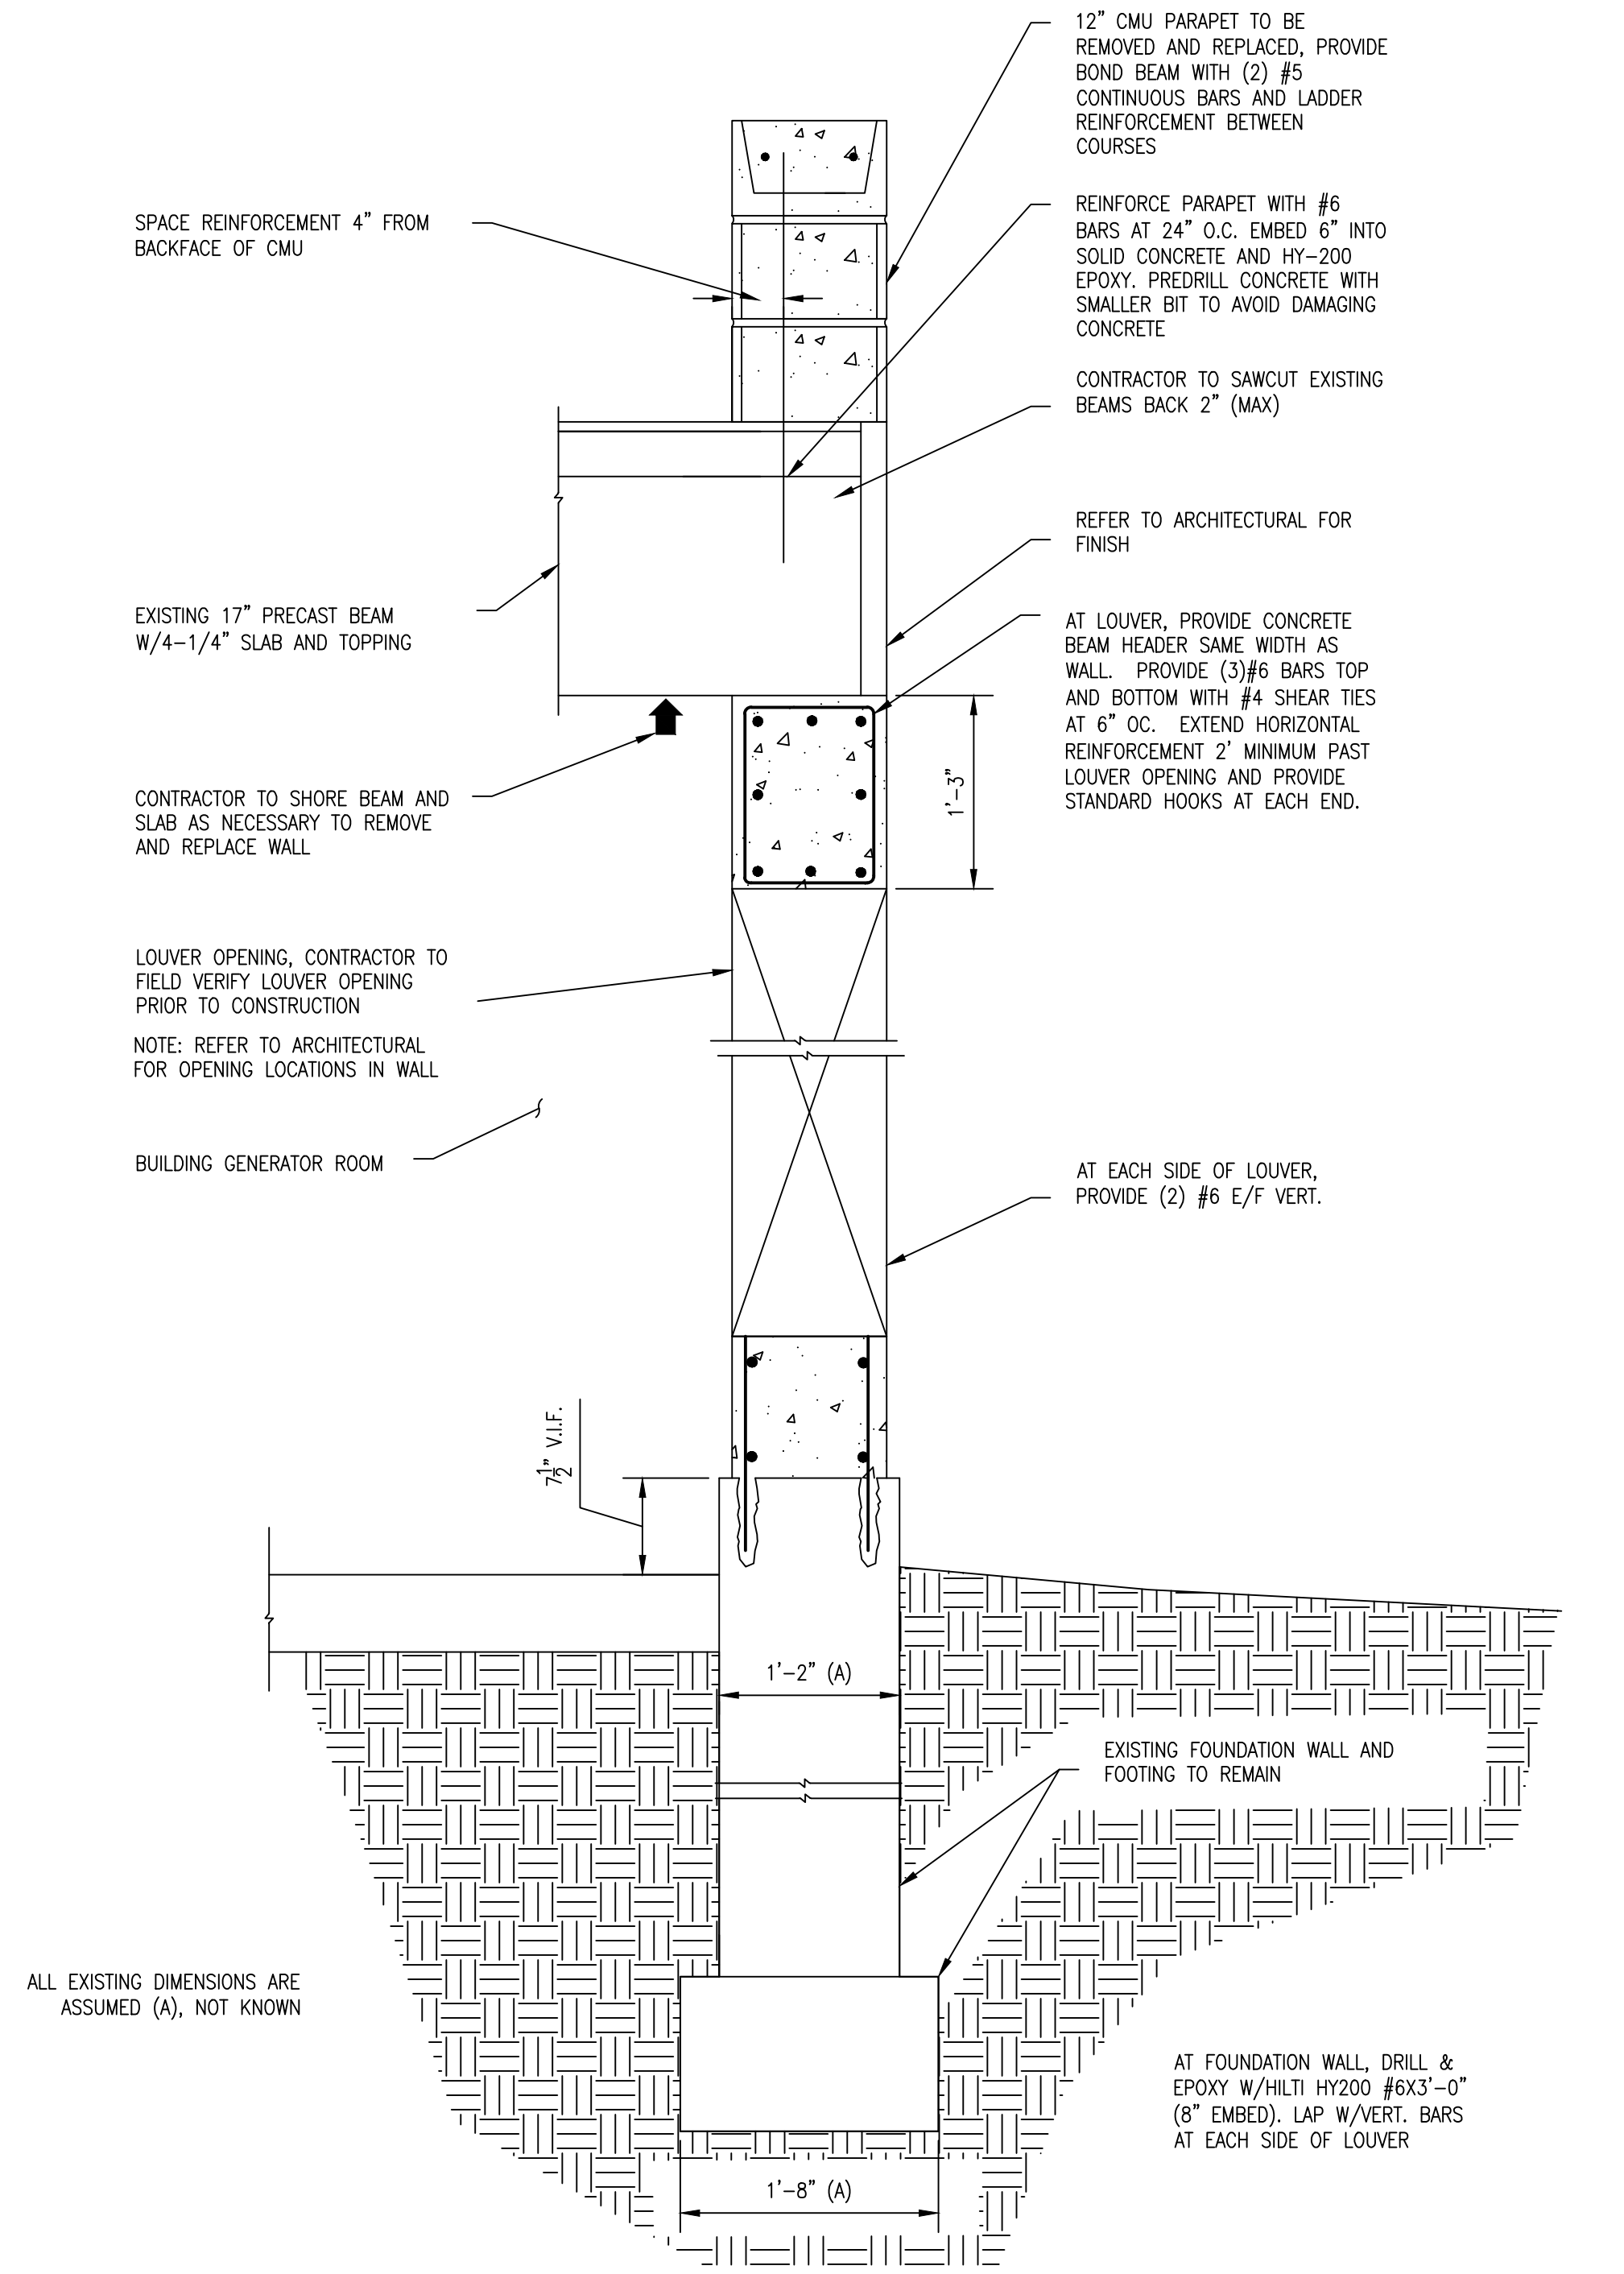 12" CMU PARAPET TO BE
REMOVED AND REPLACED, PROVIDE
BOND BEAM WITH (2) #5
CONTINUOUS BARS AND LADDER
REINFORCEMENT BETWEEN
COURSES
SPACE REINFORCEMENT 4" FROM
BACKFACE OF CMU
REINFORCE PARAPET WITH #6
BARS AT 24" O.C. EMBED 6" INTO
SOLID CONCRETE AND HY-200
EPOXY. PREDRILL CONCRETE WITH
SMALLER BIT TO AVOID DAMAGING
CONCRETE
CONTRACTOR TO SAWCUT EXISTING
BEAMS BACK 2" (MAX)
REFER TO ARCHITECTURAL FOR
FINISH
EXISTING 17" PRECAST BEAM
W/4-1/4" SLAB AND TOPPING
AT LOUVER, PROVIDE CONCRETE
BEAM HEADER SAME WIDTH AS
WALL. PROVIDE (3)#6 BARS TOP
AND BOTTOM WITH #4 SHEAR TIES
AT 6" OC. EXTEND HORIZONTAL
REINFORCEMENT 2' MINIMUM PAST
LOUVER OPENING AND PROVIDE
STANDARD HOOKS AT EACH END.
1'-3"
CONTRACTOR TO SHORE BEAM AND
SLAB AS NECESSARY TO REMOVE
AND REPLACE WALL
LOUVER OPENING, CONTRACTOR TO
FIELD VERIFY LOUVER OPENING
PRIOR TO CONSTRUCTION
NOTE: REFER TO ARCHITECTURAL
FOR OPENING LOCATIONS IN WALL
BUILDING GENERATOR ROOM
AT EACH SIDE OF LOUVER,
PROVIDE (2) #6 E/F VERT.
7 1/2" V.I.F.
1'-2" (A)
EXISTING FOUNDATION WALL AND
FOOTING TO REMAIN
ALL EXISTING DIMENSIONS ARE
ASSUMED (A), NOT KNOWN
AT FOUNDATION WALL, DRILL &
EPOXY W/HILTI HY200 #6X3'-0"
(8" EMBED). LAP W/VERT. BARS
AT EACH SIDE OF LOUVER
1'-8" (A)